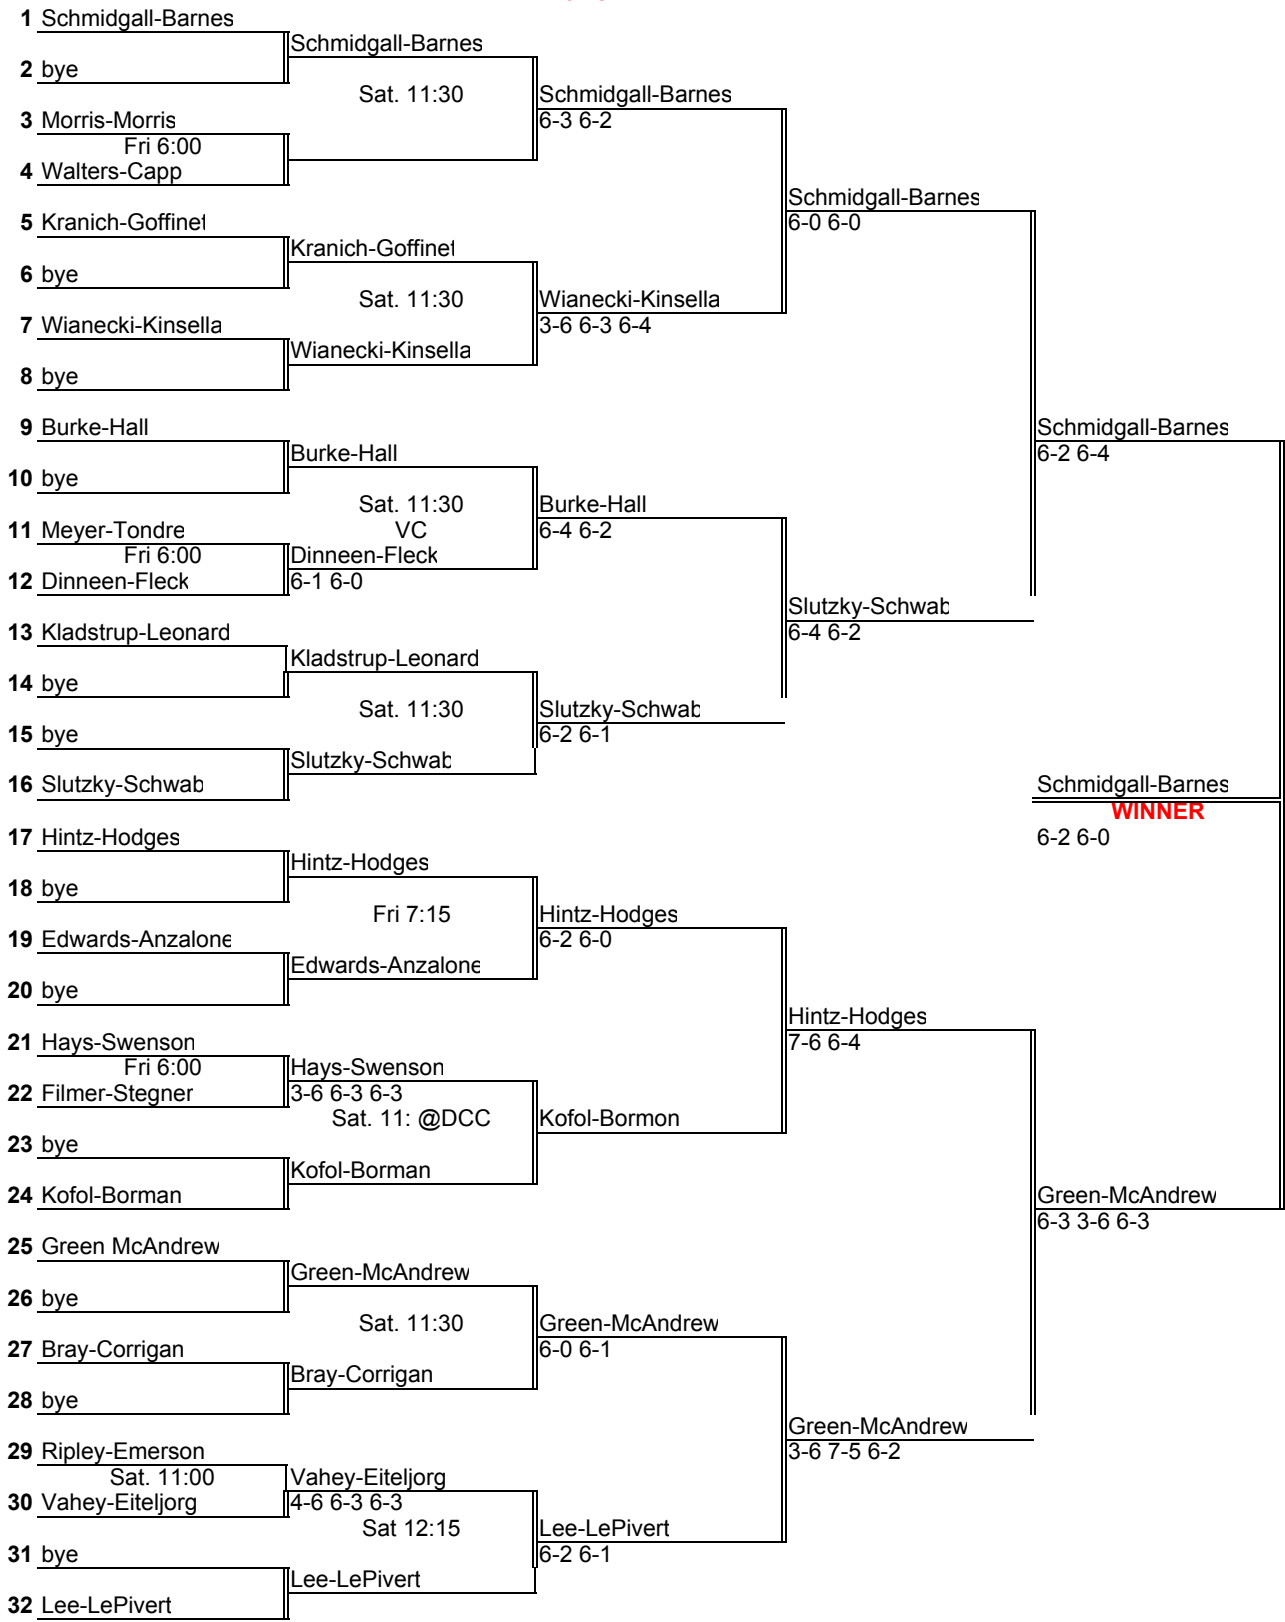 1 Schmidgall-Barnes
Schmidgall-Barnes
2 bye
Sat. 11:30
Schmidgall-Barnes
3 Morris-Morris
6-3 6-2
Fri 6:00
4 Walters-Capp
Schmidgall-Barnes
5 Kranich-Goffinet
6-0 6-0
Kranich-Goffinet
6 bye
Sat. 11:30
Wianecki-Kinsella
7 Wianecki-Kinsella
3-6 6-3 6-4
Wianecki-Kinsella
8 bye
9 Burke-Hall
Schmidgall-Barnes
Burke-Hall
6-2 6-4
10 bye
Sat. 11:30
Burke-Hall
11 Meyer-Tondre
VC
6-4 6-2
Fri 6:00
Dinneen-Fleck
12 Dinneen-Fleck
6-1 6-0
Slutzky-Schwab
13 Kladstrup-Leonard
6-4 6-2
Kladstrup-Leonard
14 bye
Sat. 11:30
Slutzky-Schwab
15 bye
6-2 6-1
Slutzky-Schwab
16 Slutzky-Schwab
Schmidgall-Barnes
WINNER
17 Hintz-Hodges
6-2 6-0
Hintz-Hodges
18 bye
Fri 7:15
Hintz-Hodges
19 Edwards-Anzalone
6-2 6-0
Edwards-Anzalone
20 bye
Hintz-Hodges
21 Hays-Swenson
7-6 6-4
Fri 6:00
Hays-Swenson
22 Filmer-Stegner
3-6 6-3 6-3
Sat. 11: @DCC
Kofol-Bormon
23 bye
Kofol-Borman
24 Kofol-Borman
Green-McAndrew
6-3 3-6 6-3
25 Green McAndrew
Green-McAndrew
26 bye
Sat. 11:30
Green-McAndrew
27 Bray-Corrigan
6-0 6-1
Bray-Corrigan
28 bye
Green-McAndrew
29 Ripley-Emerson
3-6 7-5 6-2
Sat. 11:00
Vahey-Eiteljorg
30 Vahey-Eiteljorg
4-6 6-3 6-3
Sat 12:15
Lee-LePivert
31 bye
6-2 6-1
Lee-LePivert
32 Lee-LePivert